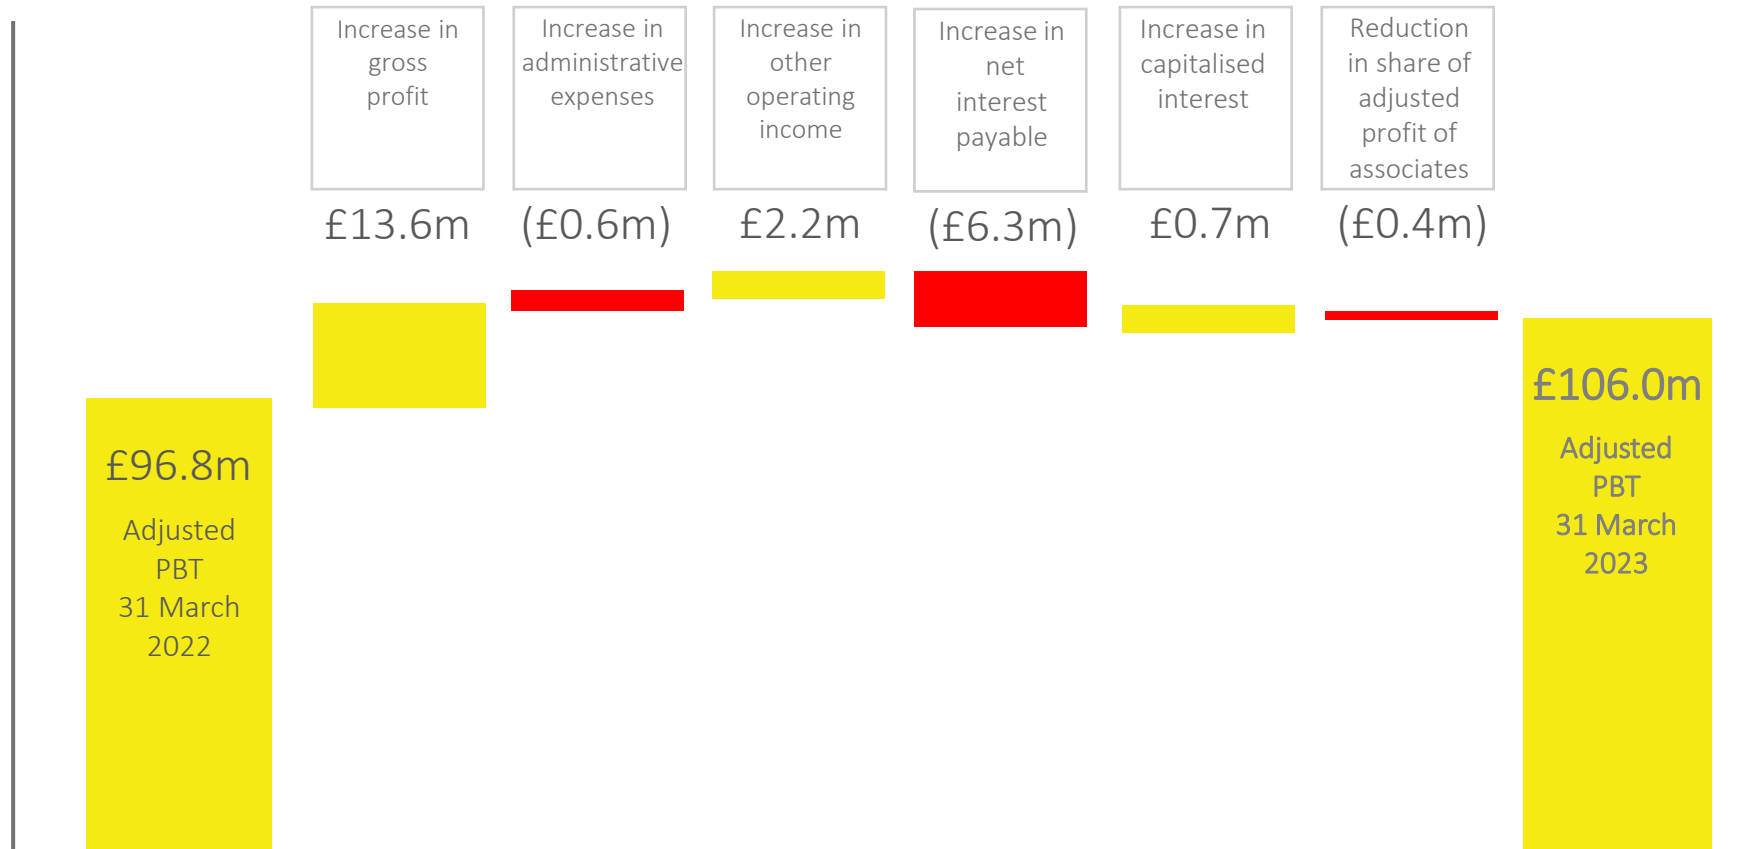 Increase in
gross
profit
£13.6m
Increase in
administrative
expenses
(£0.6m)
Increase in
other
operating
income
£2.2m
Increase in
net
interest
payable
(£6.3m)
Increase in
capitalised
interest
£0.7m
Reduction
in share of
adjusted
profit of
associates
(£0.4m)
£96.8m
Adjusted
PBT
31 March
2022
£106.0m
Adjusted
PBT
31 March
2023